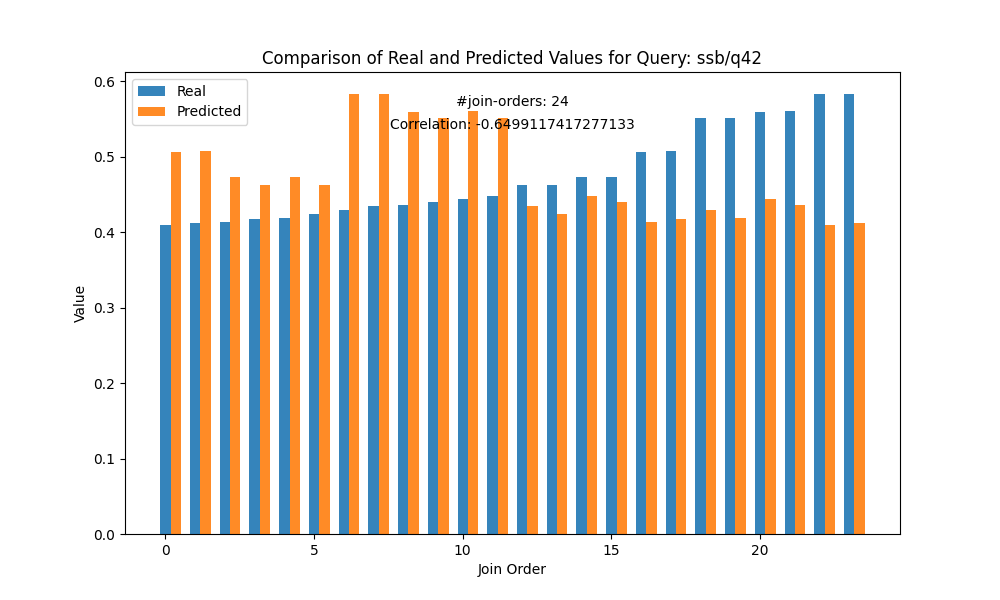 Comparison of Real and Predicted Values for Query: ssb/q42
Real
Predicted
#join-orders: 24
Correlation: -0.6499117417277133
0.6
0.5
0.4
0.3
0.2
0.1
0.0
Value
0
5
10
15
20
Join Order